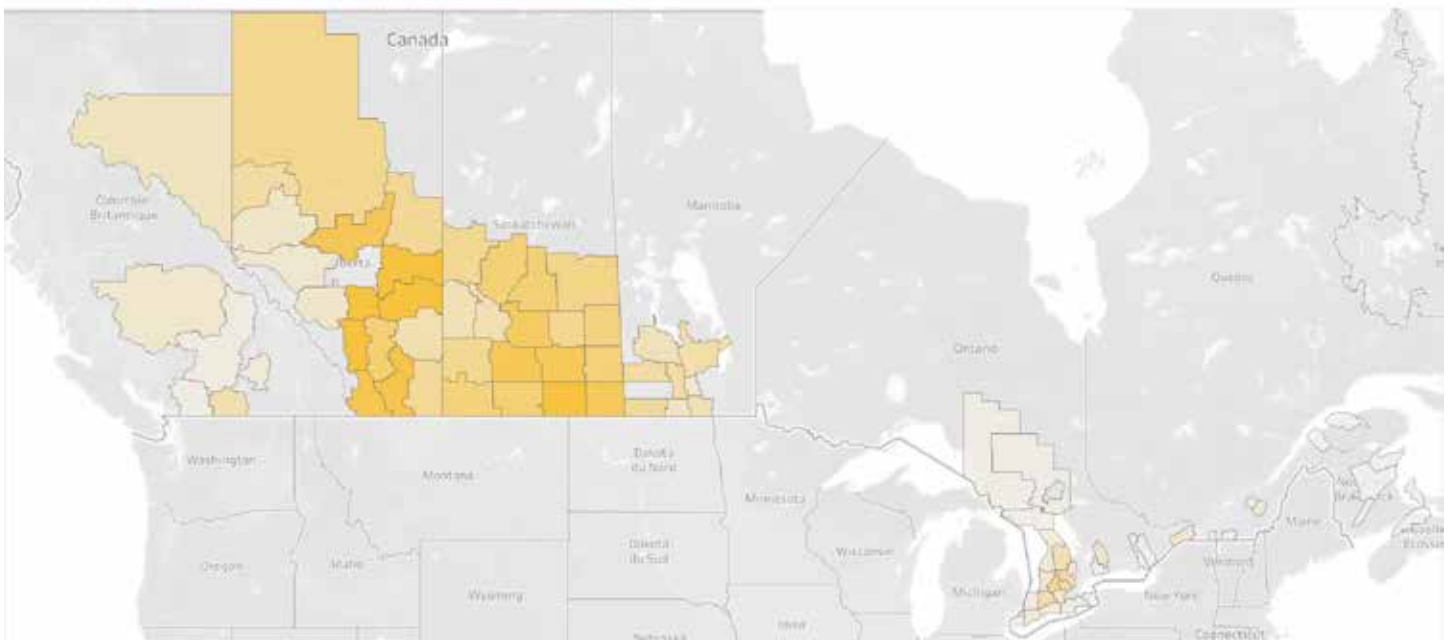 Canada
Colombie
Britannique
Saskatchewan
Manitoba
Québec
Ontario
Washington
Montana
Dakota
du Nord
Minnesota
Oregon
Idaho
Dakota
du Sud
Wisconsin
Maine
Vermont
Wyoming
Michigan
New York
Iowa
Connecticut